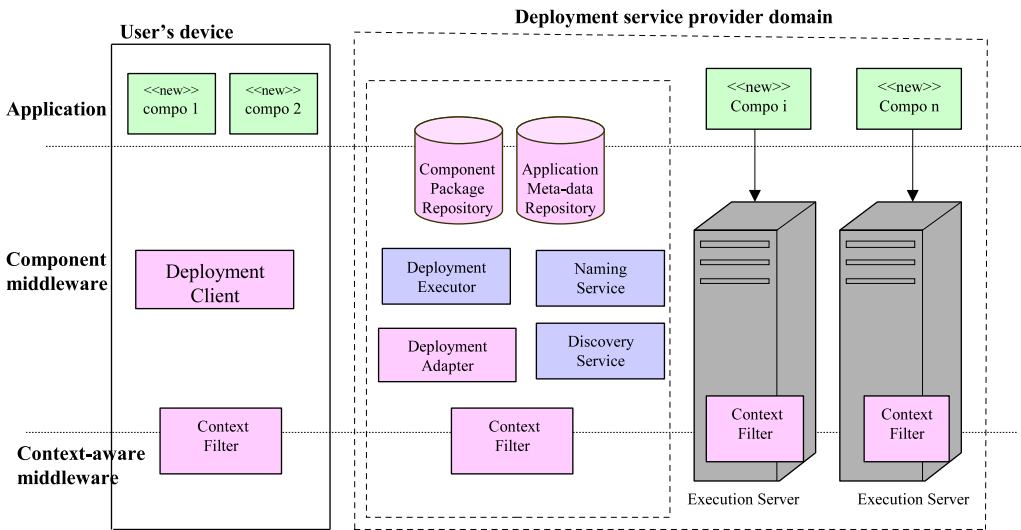 Deployment service provider domain
User's device
Application
<<new>>
compo 1
<<new>>
compo 2
<<new>>
Compo i
<<new>>
Compo n
Component
Package
Repository
Application
Meta-data
Repository
Component
middleware
Deployment
Client
Deployment
Executor
Naming
Service
Deployment
Adapter
Discovery
Service
Context-aware
middleware
Context
Filter
Context
Filter
Context
Filter
Context
Filter
Execution Server
Execution Server